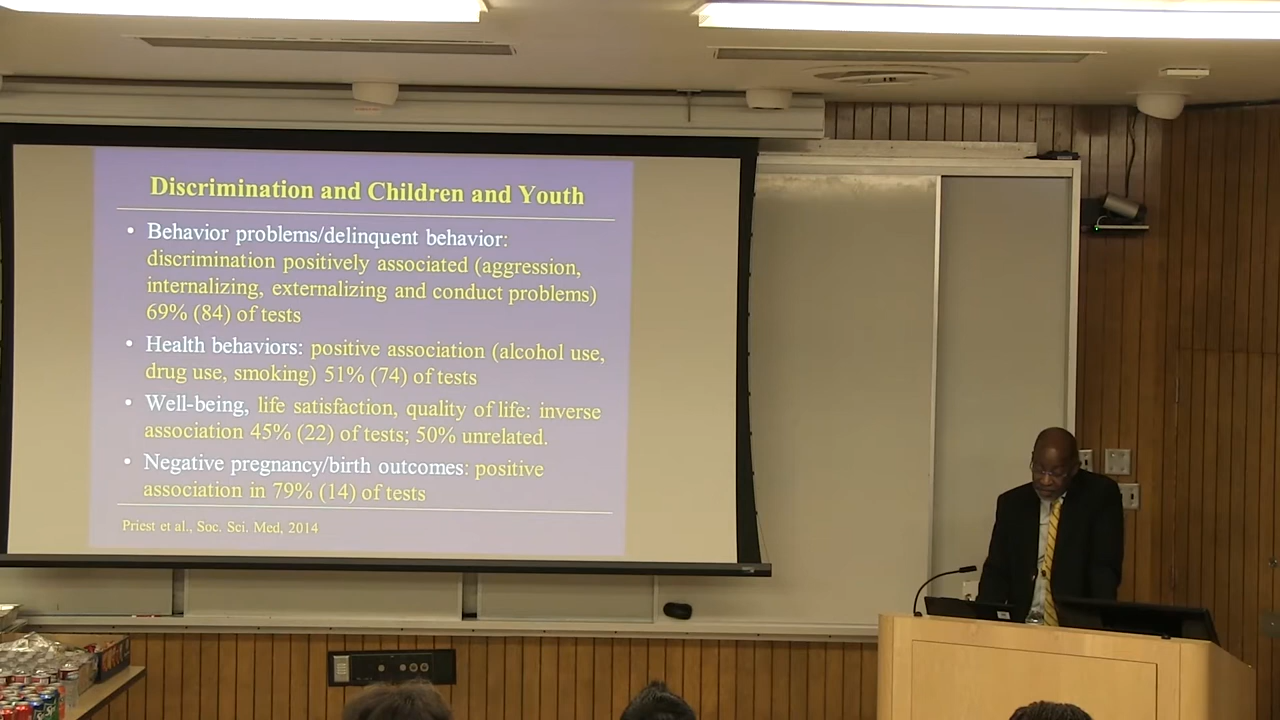 Discrimination and Children and Youth
• Behavior problems/delinquent behavior:
discrimination positively associated (aggression,
internalizing, externalizing and conduct problems)
69% (84) of tests
• Health behaviors: positive association (alcohol use,
drug use, smoking) 51% (74) of tests
• Well-being, life satisfaction, quality of life: inverse
association 45% (22) of tests; 50% unrelated.
• Negative pregnancy/birth outcomes: positive
association in 79% (14) of tests
Priest et al., Soc. Sci. Med, 2014